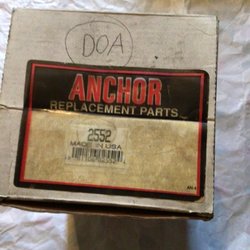 DOA
ANCHOR
REPLACEMENT PARTS
2552
MADE IN USA